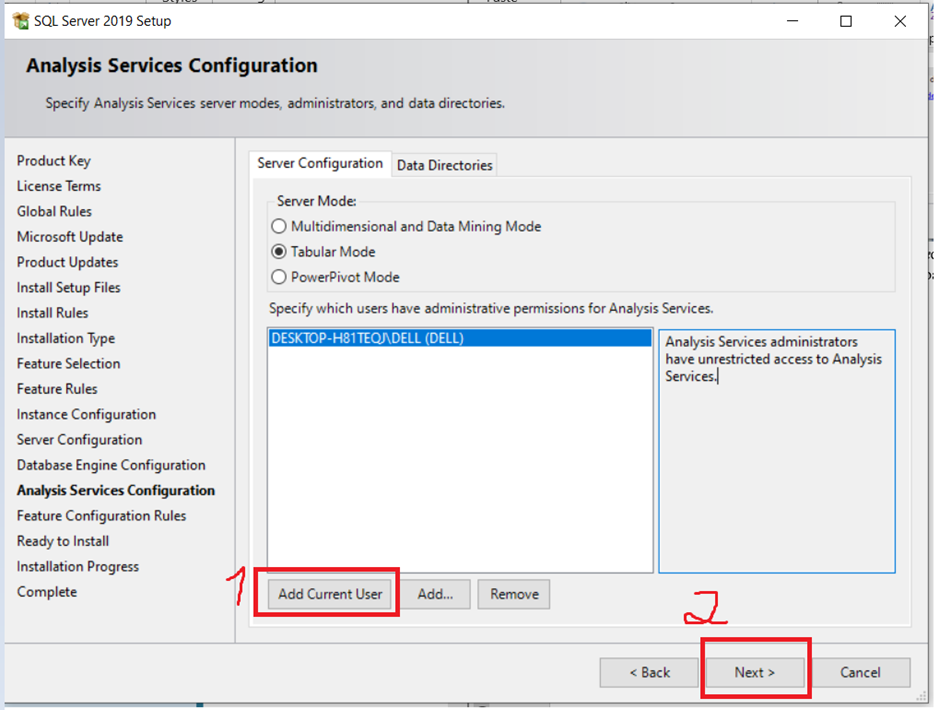 SQL Server 2019 Setup
Analysis Services Configuration
Specify Analysis Services server modes, administrators, and data directories.
Product Key
License Terms
Global Rules
Microsoft Update
Product Updates
Install Setup Files
Install Rules
Installation Type
Feature Selection
Feature Rules
Instance Configuration
Server Configuration
Database Engine Configuration
Analysis Services Configuration
Feature Configuration Rules
Ready to Install
Installation Progress
Complete
Server Configuration
Data Directories
Server Mode:
Multidimensional and Data Mining Mode
Tabular Mode
PowerPivot Mode
Specify which users have administrative permissions for Analysis Services.
DESKTOP-H81TEQJ\DELL (DELL)
Analysis Services administrators
have unrestricted access to Analysis
Services.
1
Add Current User
Add...
Remove
2
< Back
Next >
Cancel